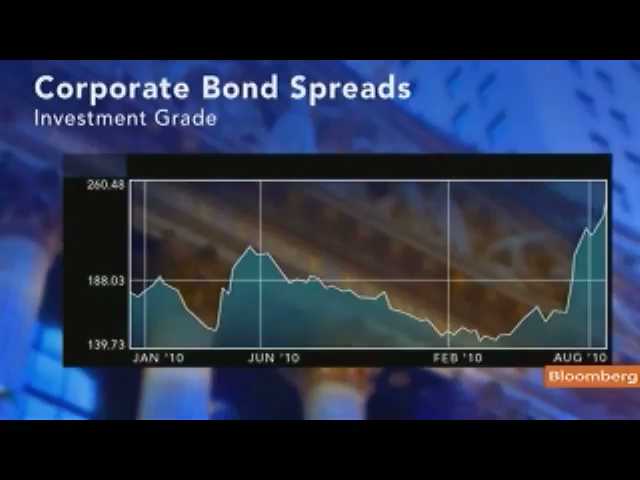 Corporate Bond Spreads
Investment Grade
260.48
188.03
139.73
JAN '10 JUN '10 FEB '10 AUG '10
Bloomberg